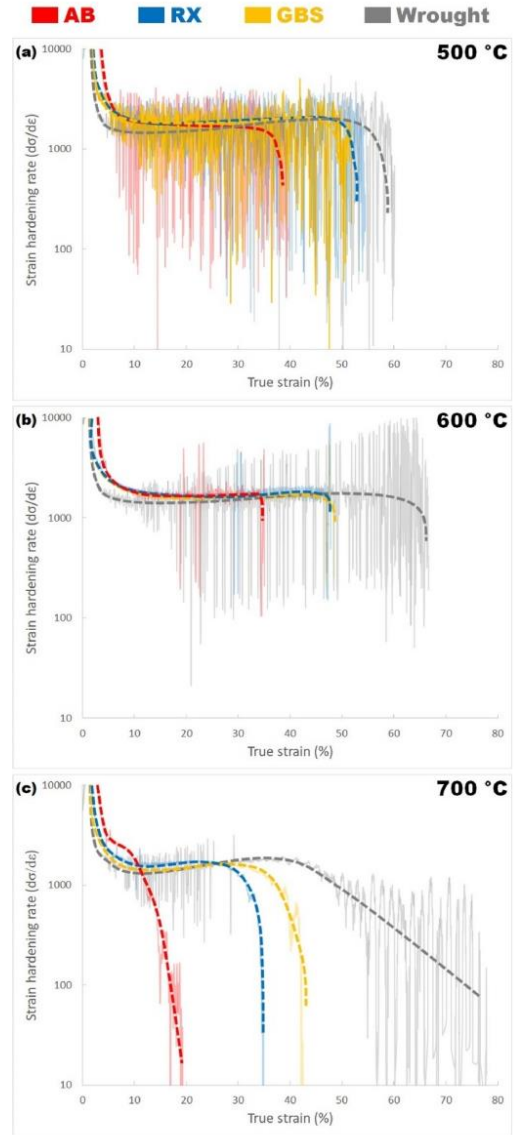 AB RX GBS Wrought
(a) 500 °C
Strain hardening rate (dσ/dε)
10000
1000
100
10
0 10 20 30 40 50 60 70 80
True strain (%)
(b) 600 °C
Strain hardening rate (dσ/dε)
10000
1000
100
10
0 10 20 30 40 50 60 70 80
True strain (%)
(c) 700 °C
Strain hardening rate (dσ/dε)
10000
1000
100
10
0 10 20 30 40 50 60 70 80
True strain (%)